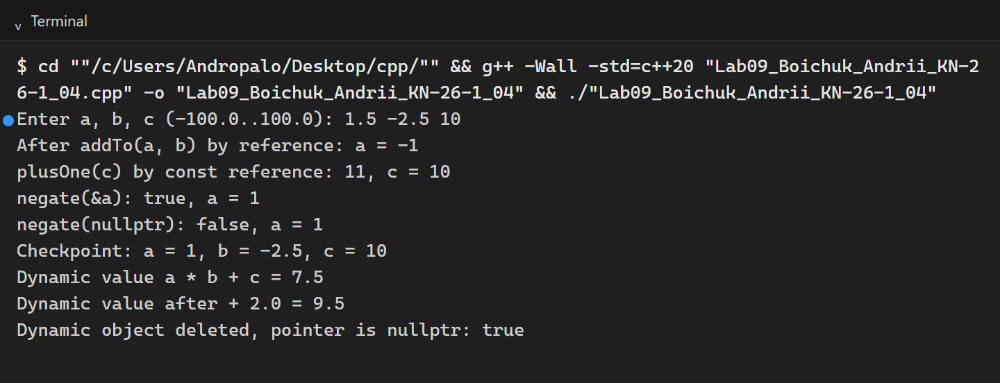 Terminal
$ cd ""/c/Users/Andropalo/Desktop/cpp/"" && g++ -Wall -std=c++20 "Lab09_Boichuk_Andrii_KN-2
6-1_04.cpp" -o "Lab09_Boichuk_Andrii_KN-26-1_04" && ./"Lab09_Boichuk_Andrii_KN-26-1_04"
Enter a, b, c (-100.0..100.0): 1.5 -2.5 10
After addTo(a, b) by reference: a = -1
plusOne(c) by const reference: 11, c = 10
negate(&a): true, a = 1
negate(nullptr): false, a = 1
Checkpoint: a = 1, b = -2.5, c = 10
Dynamic value a * b + c = 7.5
Dynamic value after + 2.0 = 9.5
Dynamic object deleted, pointer is nullptr: true